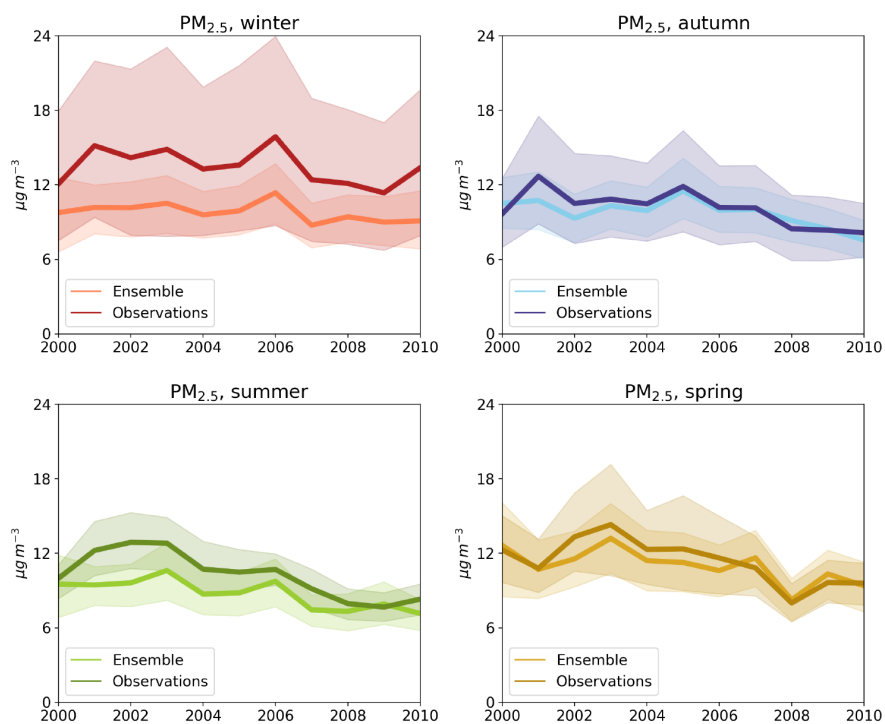 PM2.5, winter
24
18
12
6
0
μg m−3
Ensemble
Observations
2000 2002 2004 2006 2008 2010
PM2.5, autumn
24
18
12
6
0
Ensemble
Observations
2000 2002 2004 2006 2008 2010
PM2.5, summer
24
18
12
6
0
μg m−3
Ensemble
Observations
2000 2002 2004 2006 2008 2010
PM2.5, spring
24
18
12
6
0
μg m−3
Ensemble
Observations
2000 2002 2004 2006 2008 2010